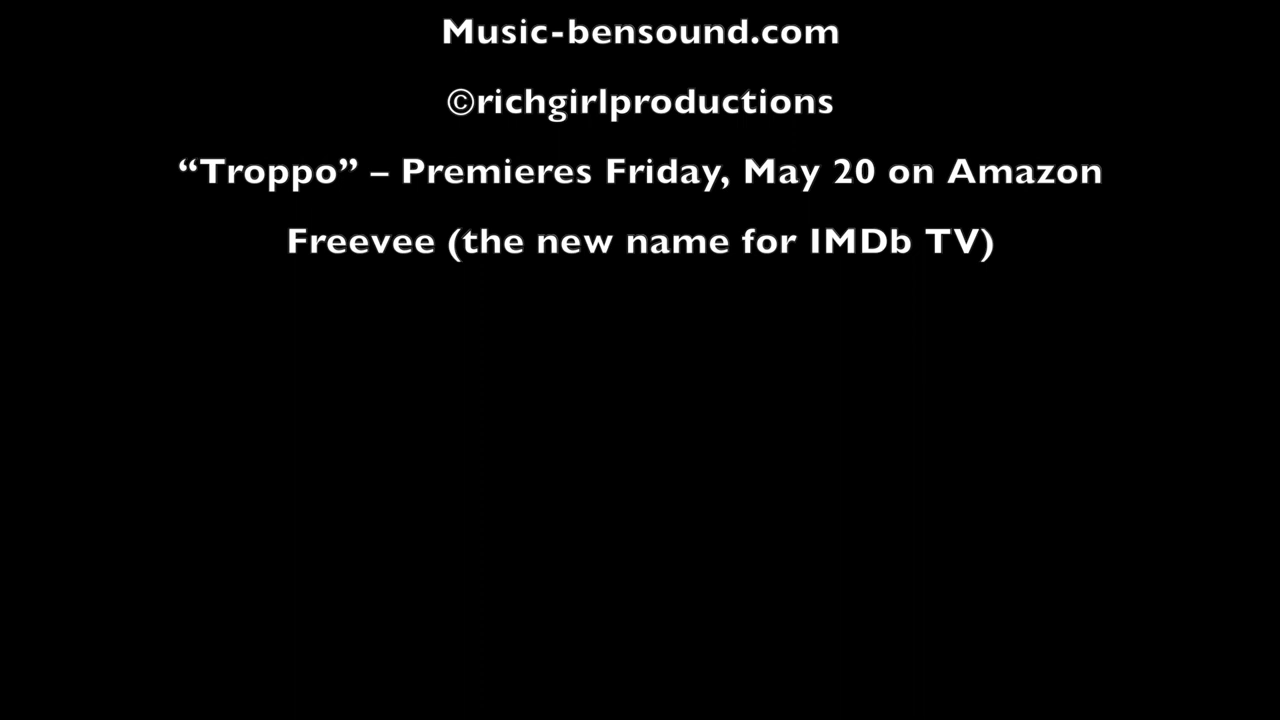 Music-bensound.com
©richgirlproductions
“Troppo” – Premieres Friday, May 20 on Amazon
Freevee (the new name for IMDb TV)